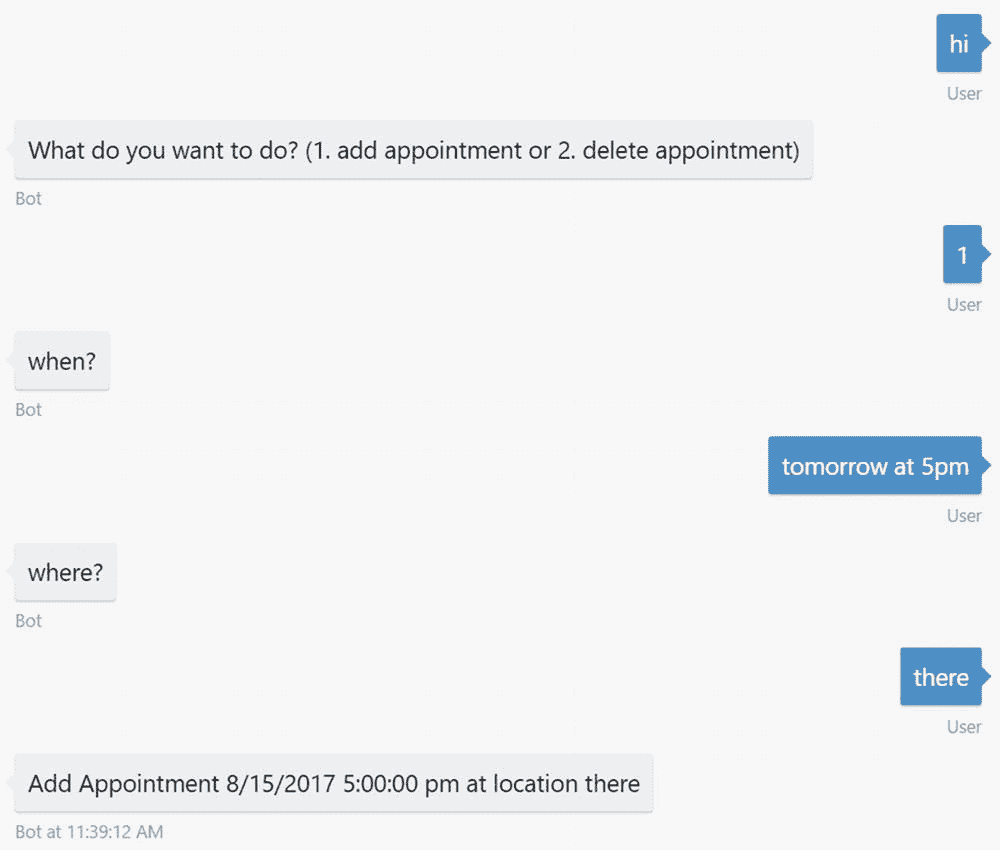 hi
User
What do you want to do? (1. add appointment or 2. delete appointment)
Bot
1
User
when?
Bot
tomorrow at 5pm
User
where?
Bot
there
User
Add Appointment 8/15/2017 5:00:00 pm at location there
Bot at 11:39:12 AM